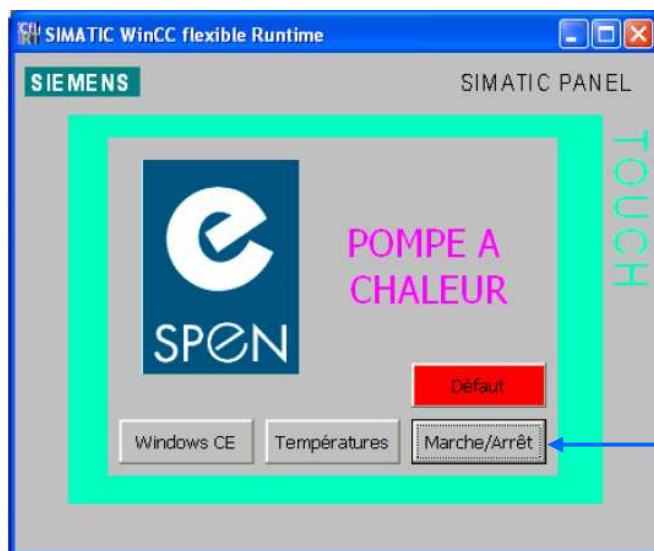 SIMATIC WinCC flexible Runtime
SIEMENS
SIMATIC PANEL
TOUCH
POMPE A
CHALEUR
e
SPEN
Défaut
Windows CE
Températures
Marche/Arrêt